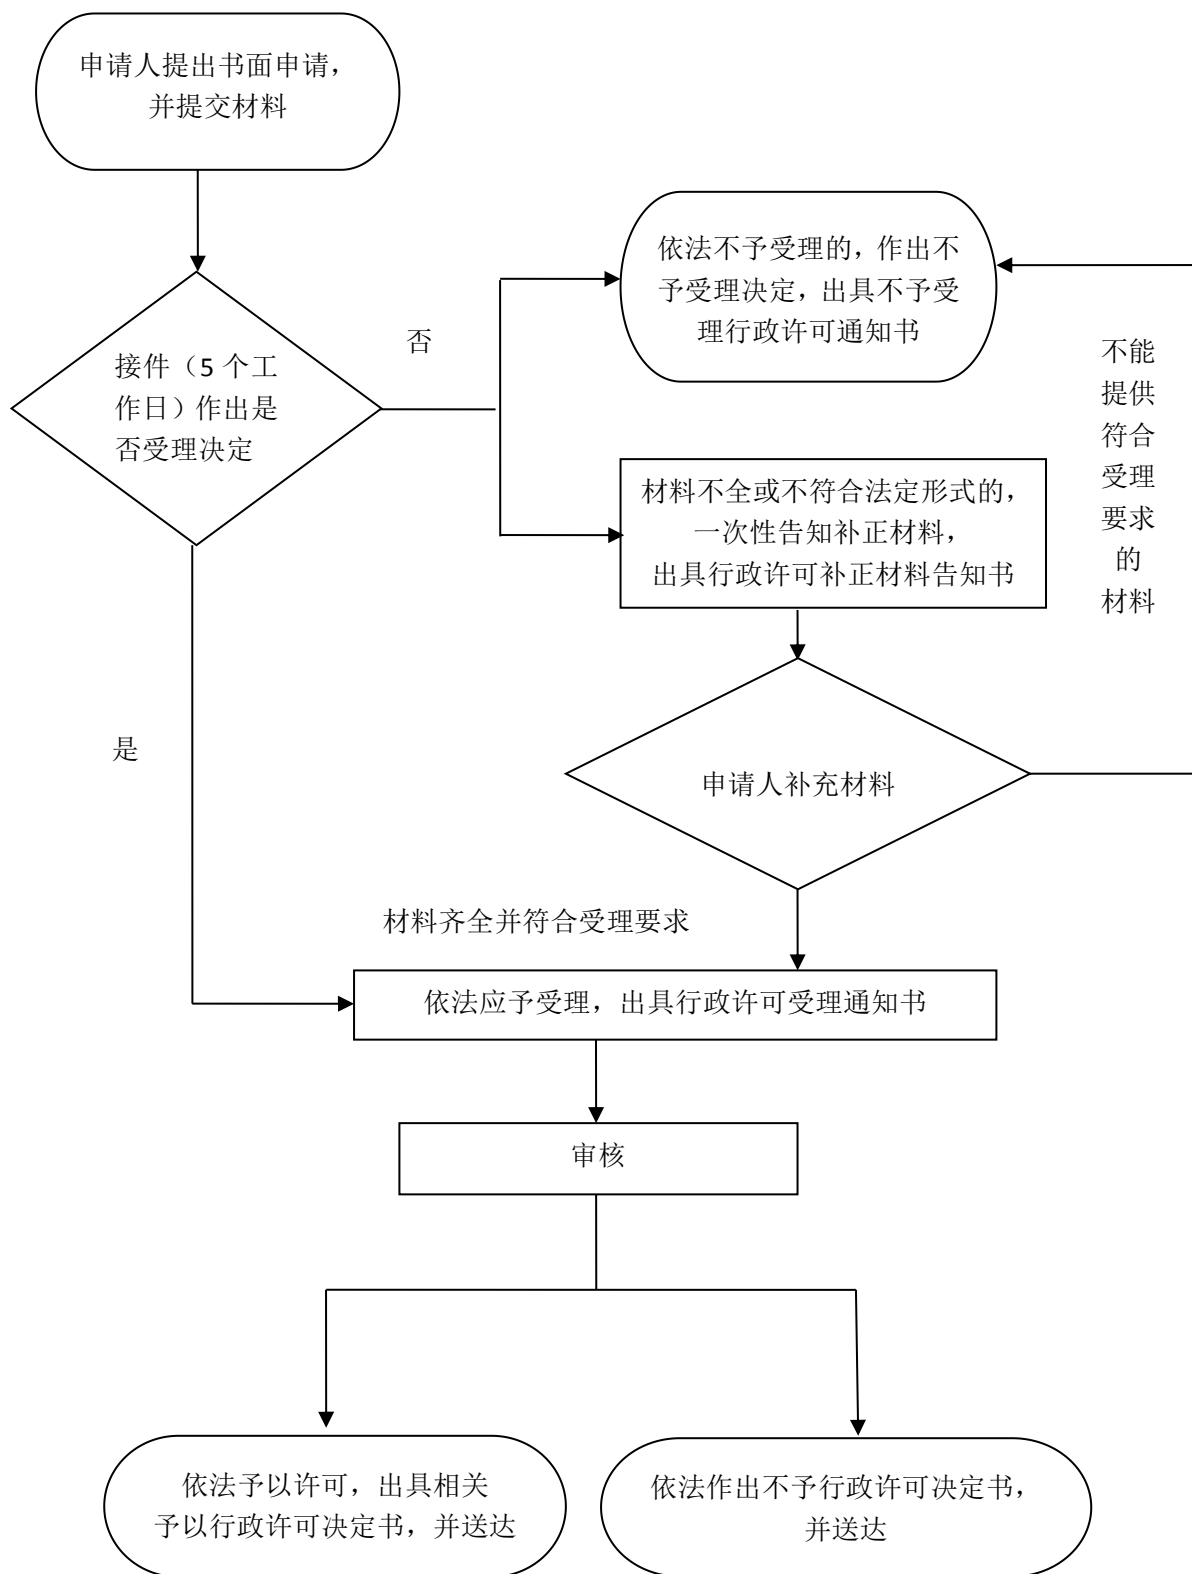 申请人提出书面申请，
并提交材料
依法不予受理的，作出不
予受理决定，出具不予受
理行政许可通知书
否
接件（5 个工
作日）作出是
否受理决定
不能
提供
符合
受理
要求
的
材料
材料不全或不符合法定形式的，
一次性告知补正材料，
出具行政许可补正材料告知书
是
申请人补充材料
材料齐全并符合受理要求
依法应予受理，出具行政许可受理通知书
审核
依法予以许可，出具相关
予以行政许可决定书，并送达
依法作出不予行政许可决定书，
并送达